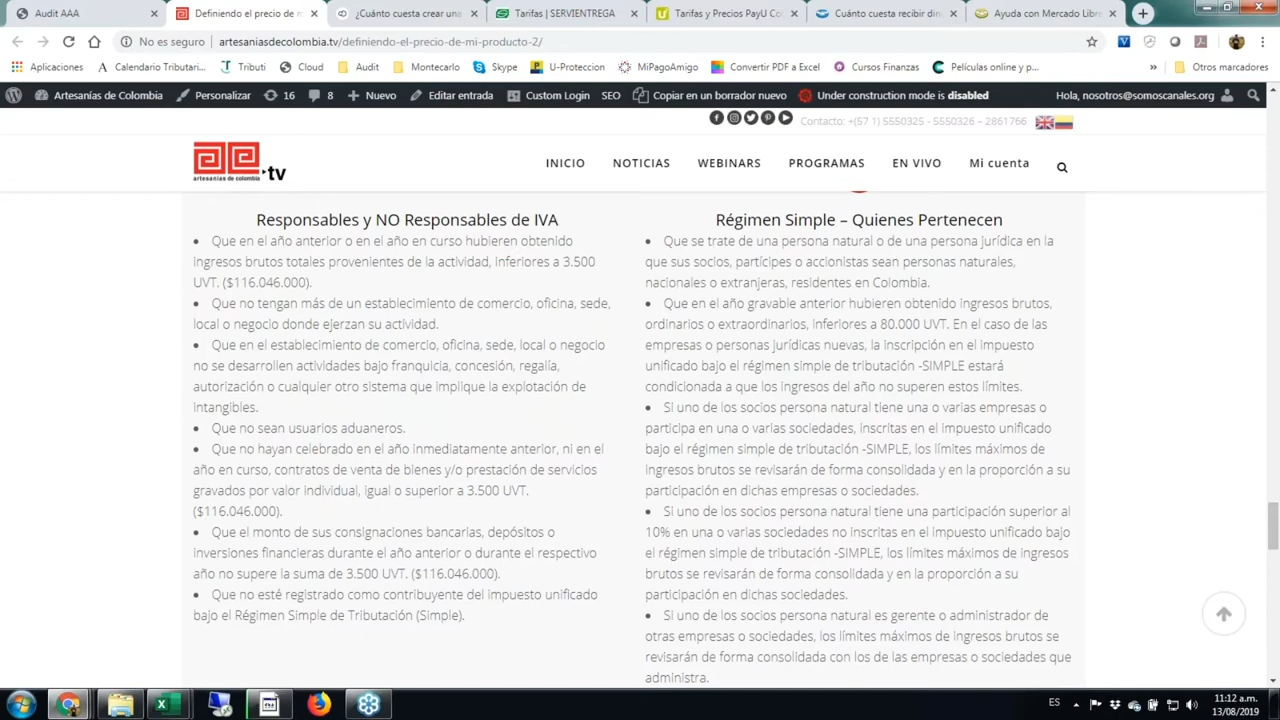 Audit AAA
Definiendo el precio de m
¿Cuánto cuesta crear una
Tarifas | SERVIENTREGA
Tarifas y Precios PayU Co
Cuánto cuesta recibir din
Ayuda con Mercado Libre
No es seguro | artesaniasdecolombia.tv/definiendo-el-precio-de-mi-producto-2/
Aplicaciones
Calendario Tributari...
Tributi
Cloud
Audit
Montecarlo
Skype
U-Proteccion
MiPagoAmigo
Convertir PDF a Excel
Cursos Finanzas
Películas online y p...
»
Otros marcadores
Artesanías de Colombia
Personalizar
16
8
Nuevo
Editar entrada
Custom Login
SEO
Copiar en un borrador nuevo
Under construction mode is disabled
Hola, nosotros@somoscanales.org
Contacto: +(57 1) 5550325 - 5550326 – 2861766
artesanías de colombia
.tv
INICIO
NOTICIAS
WEBINARS
PROGRAMAS
EN VIVO
Mi cuenta
Responsables y NO Responsables de IVA
• Que en el año anterior o en el año en curso hubieren obtenido
ingresos brutos totales provenientes de la actividad, inferiores a 3.500
UVT. ($116.046.000).
• Que no tengan más de un establecimiento de comercio, oficina, sede,
local o negocio donde ejerzan su actividad.
• Que en el establecimiento de comercio, oficina, sede, local o negocio
no se desarrollen actividades bajo franquicia, concesión, regalía,
autorización o cualquier otro sistema que implique la explotación de
intangibles.
• Que no sean usuarios aduaneros.
• Que no hayan celebrado en el año inmediatamente anterior, ni en el
año en curso, contratos de venta de bienes y/o prestación de servicios
gravados por valor individual, igual o superior a 3.500 UVT.
($116.046.000).
• Que el monto de sus consignaciones bancarias, depósitos o
inversiones financieras durante el año anterior o durante el respectivo
año no supere la suma de 3.500 UVT. ($116.046.000).
• Que no esté registrado como contribuyente del impuesto unificado
bajo el Régimen Simple de Tributación (Simple).
Régimen Simple – Quienes Pertenecen
• Que se trate de una persona natural o de una persona jurídica en la
que sus socios, partícipes o accionistas sean personas naturales,
nacionales o extranjeras, residentes en Colombia.
• Que en el año gravable anterior hubieren obtenido ingresos brutos,
ordinarios o extraordinarios, inferiores a 80.000 UVT. En el caso de las
empresas o personas jurídicas nuevas, la inscripción en el impuesto
unificado bajo el régimen simple de tributación -SIMPLE estará
condicionada a que los ingresos del año no superen estos límites.
• Si uno de los socios persona natural tiene una o varias empresas o
participa en una o varias sociedades, inscritas en el impuesto unificado
bajo el régimen simple de tributación -SIMPLE, los límites máximos de
ingresos brutos se revisarán de forma consolidada y en la proporción a su
participación en dichas empresas o sociedades.
• Si uno de los socios persona natural tiene una participación superior al
10% en una o varias sociedades no inscritas en el impuesto unificado bajo
el régimen simple de tributación -SIMPLE, los límites máximos de ingresos
brutos se revisarán de forma consolidada y en la proporción a su
participación en dichas sociedades.
• Si uno de los socios persona natural es gerente o administrador de
otras empresas o sociedades, los límites máximos de ingresos brutos se
revisarán de forma consolidada con los de las empresas o sociedades que
administra.
ES
11:12 a.m.
13/08/2019